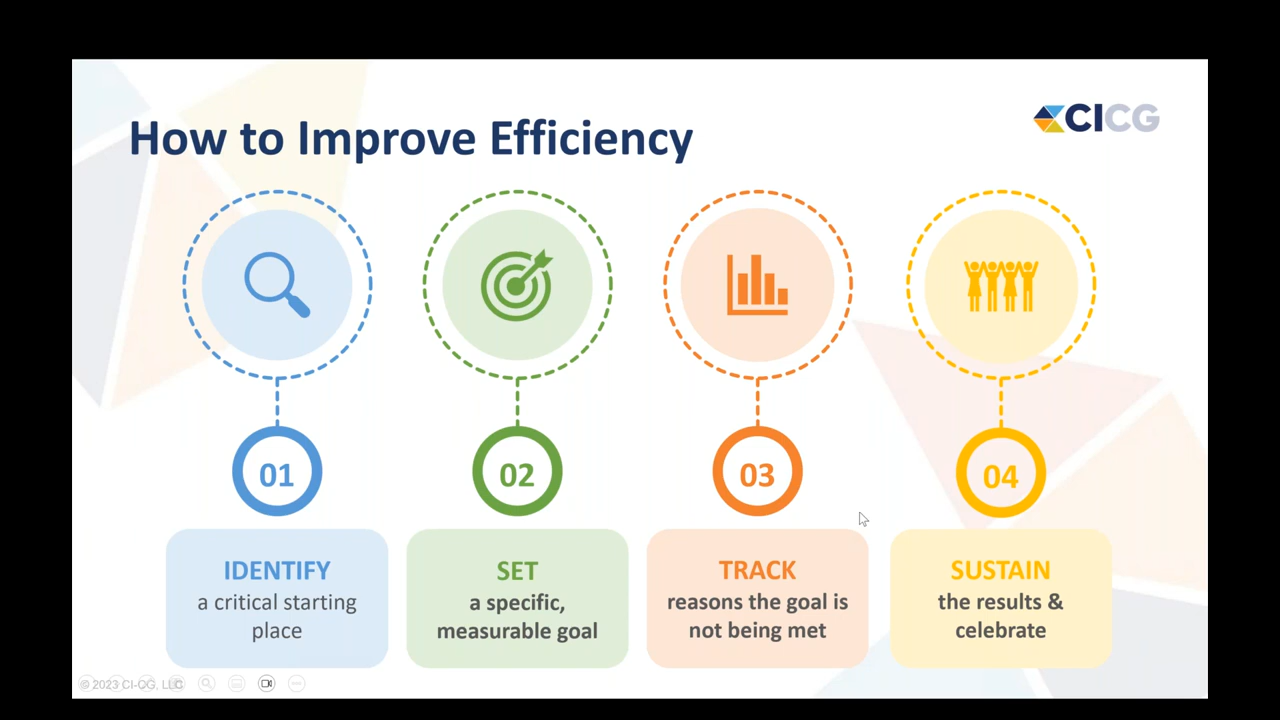 How to Improve Efficiency
CICG
01
02
03
04
IDENTIFY
a critical starting
place
SET
a specific,
measurable goal
TRACK
reasons the goal is
not being met
SUSTAIN
the results &
celebrate
© 2023 CI-CG, LLC